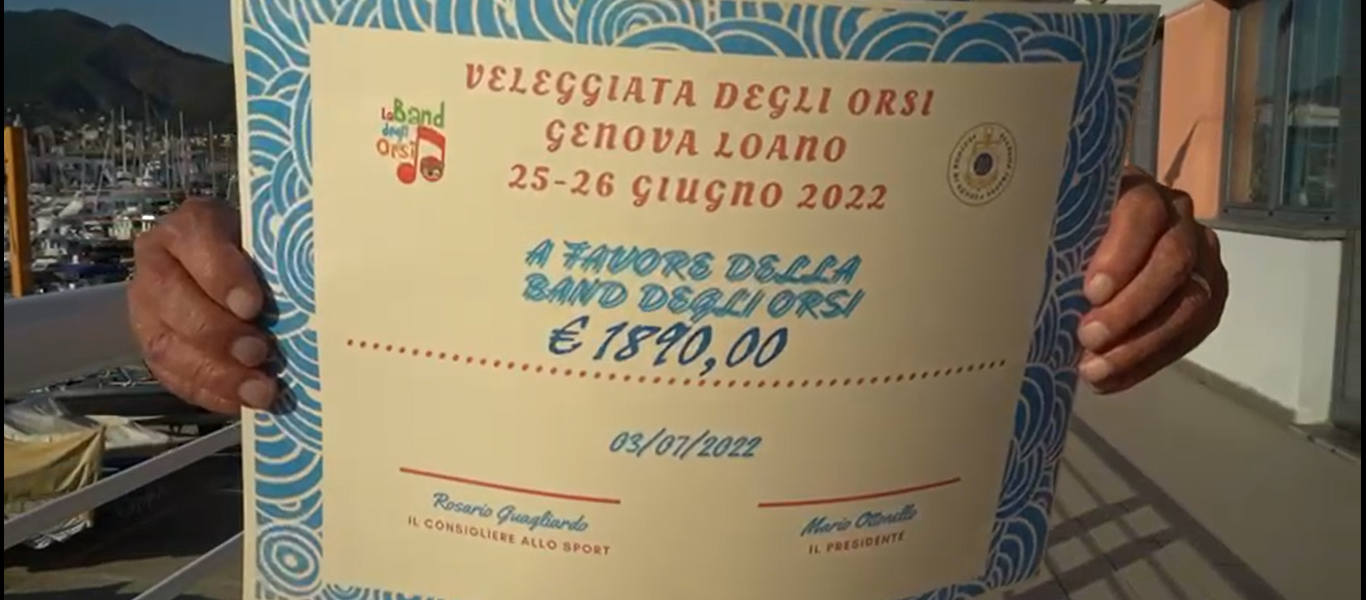 VELEGGIATA DEGLI ORSI
GENOVA LOANO
25-26 GIUGNO 2022
La Band
degli
Orsi
A FAVORE DELLA
BAND DEGLI ORSI
€ 1890,00
03/07/2022
Rosario Guagliardo
IL CONSIGLIERE ALLO SPORT
Mario Ottonello
IL PRESIDENTE